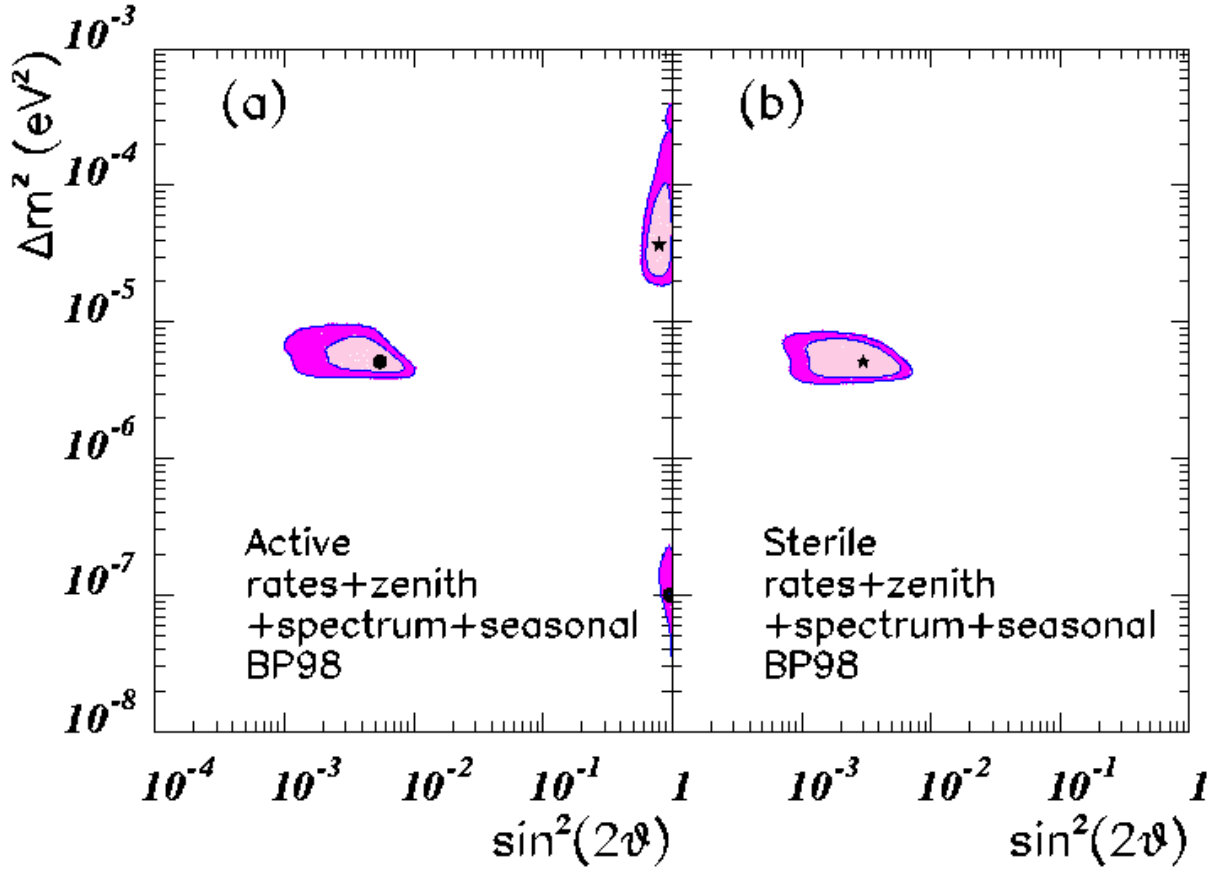 Δm² (eV²)
10⁻³
10⁻⁴
10⁻⁵
10⁻⁶
10⁻⁷
10⁻⁸
(a)
Active
rates+zenith
+spectrum+seasonal
BP98
(b)
Sterile
rates+zenith
+spectrum+seasonal
BP98
10⁻⁴ 10⁻³ 10⁻² 10⁻¹ 1 10⁻³ 10⁻² 10⁻¹ 1
sin²(2ϑ) sin²(2ϑ)